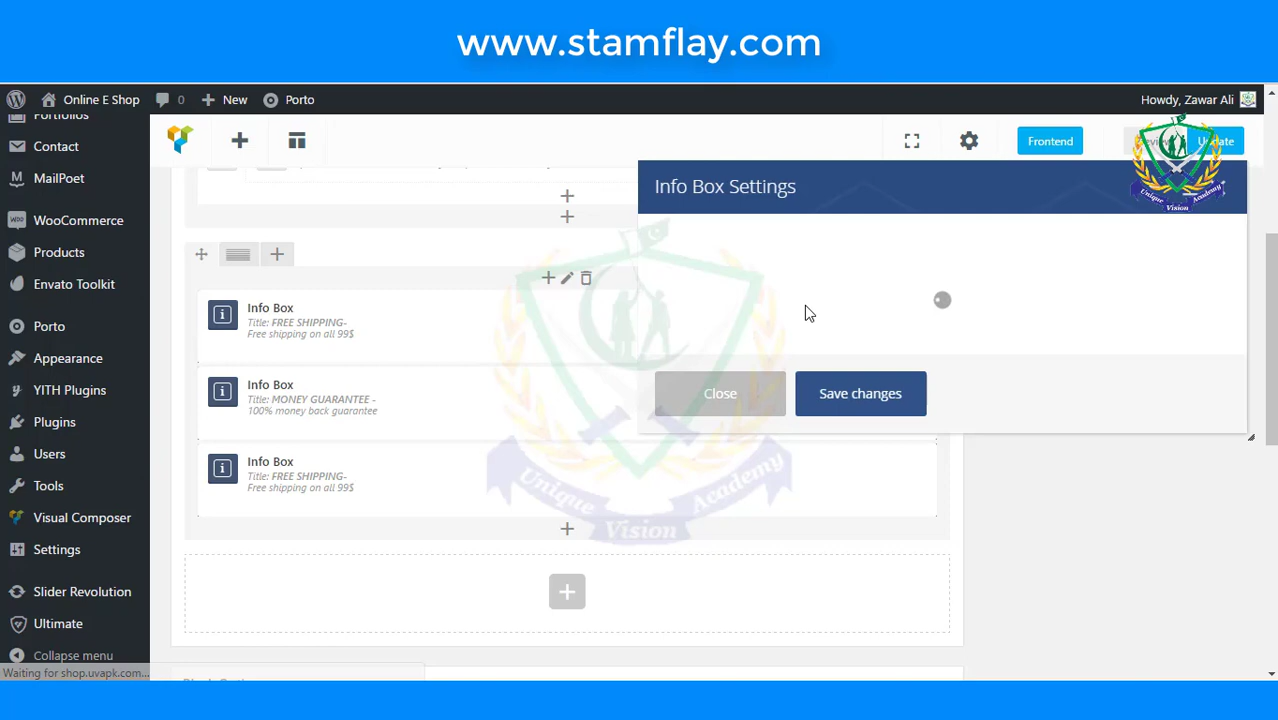 www.stamflay.com
Online E Shop
0
New
Porto
Howdy, Zawar Ali
Portfolios
Contact
MailPoet
WooCommerce
Products
Envato Toolkit
Porto
Appearance
YITH Plugins
Plugins
Users
Tools
Visual Composer
Settings
Slider Revolution
Ultimate
Collapse menu
Waiting for shop.uvapk.com...
Frontend
Update
Info Box Settings
Close
Save changes
Info Box
Title: FREE SHIPPING-
Free shipping on all 99$
Info Box
Title: MONEY GUARANTEE -
100% money back guarantee
Info Box
Title: FREE SHIPPING-
Free shipping on all 99$
Unique Vision Academy
Unique Vision Academy